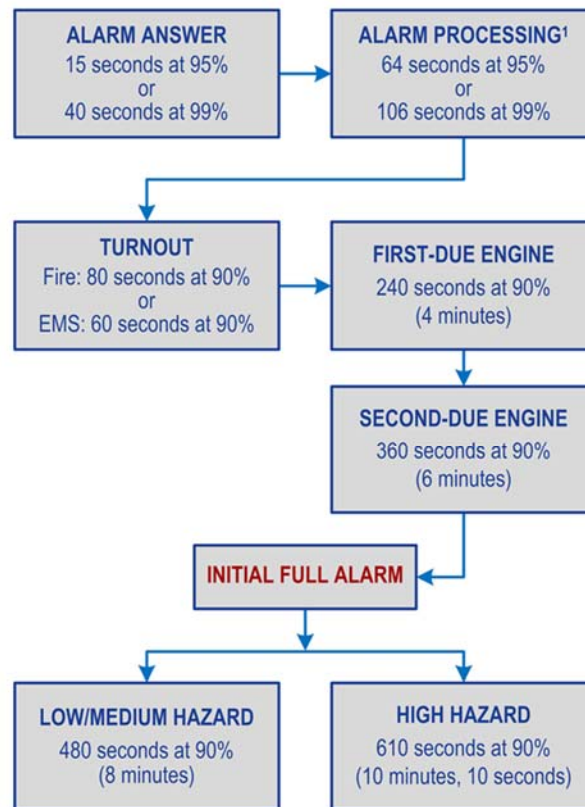 ALARM ANSWER
15 seconds at 95%
or
40 seconds at 99%
ALARM PROCESSING¹
64 seconds at 95%
or
106 seconds at 99%
TURNOUT
Fire: 80 seconds at 90%
or
EMS: 60 seconds at 90%
FIRST-DUE ENGINE
240 seconds at 90%
(4 minutes)
SECOND-DUE ENGINE
360 seconds at 90%
(6 minutes)
INITIAL FULL ALARM
LOW/MEDIUM HAZARD
480 seconds at 90%
(8 minutes)
HIGH HAZARD
610 seconds at 90%
(10 minutes, 10 seconds)